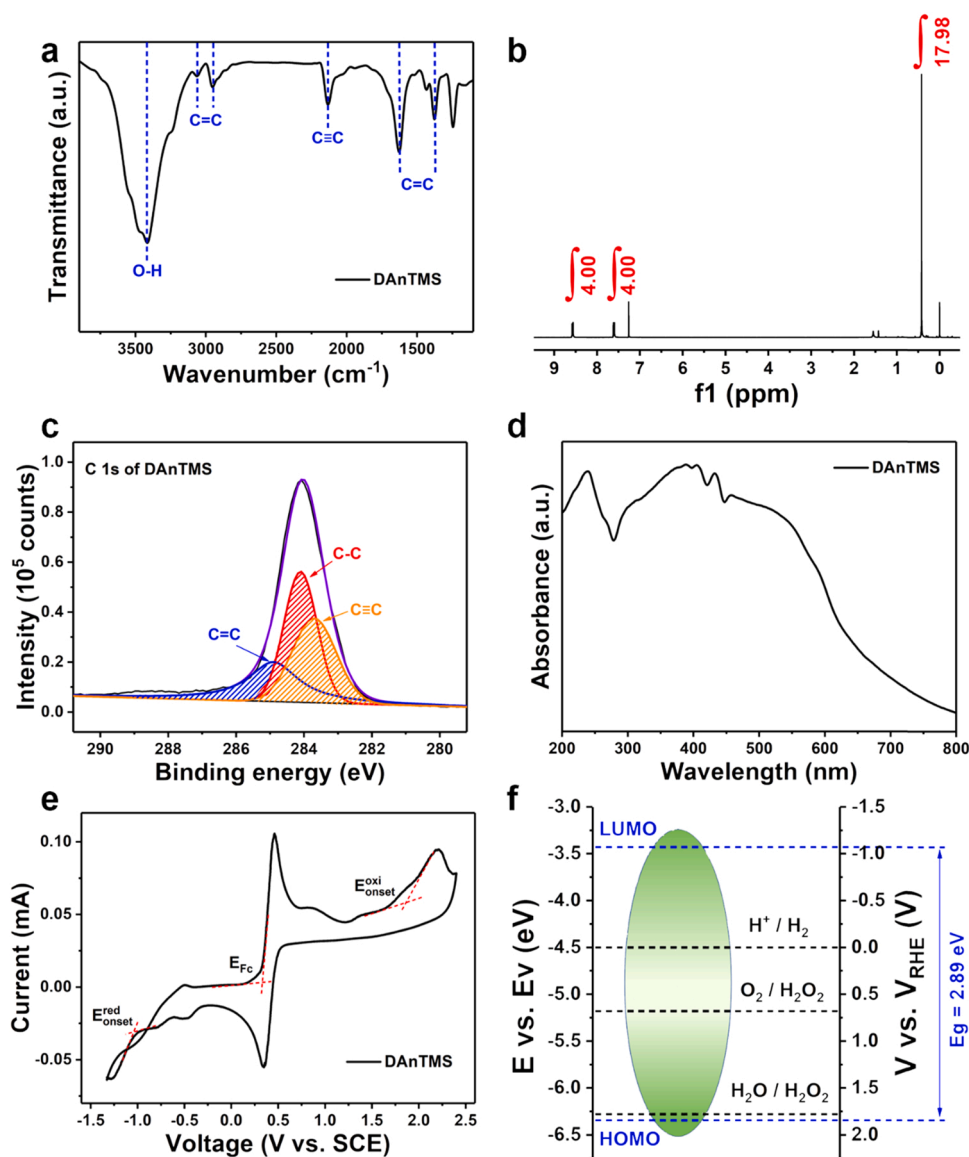 a
Transmittance (a.u.)
C=C
C≡C
C=C
O-H
DAnTMS
3500 3000 2500 2000 1500
Wavenumber (cm⁻¹)
b
4.00
4.00
17.98
9 8 7 6 5 4 3 2 1 0
f1 (ppm)
c
C 1s of DAnTMS
Intensity (10⁵ counts)
1.0
0.8
0.6
0.4
0.2
0.0
C-C
C≡C
C=C
290 288 286 284 282 280
Binding energy (eV)
d
DAnTMS
Absorbance (a.u.)
200 300 400 500 600 700 800
Wavelength (nm)
e
Current (mA)
0.10
0.05
0.00
-0.05
E onset oxi
E Fc
E onset red
DAnTMS
-1.5 -1.0 -0.5 0.0 0.5 1.0 1.5 2.0 2.5
Voltage (V vs. SCE)
f
E vs. Ev (eV)
-3.0
-3.5
-4.0
-4.5
-5.0
-5.5
-6.0
-6.5
LUMO
H⁺ / H₂
O₂ / H₂O₂
H₂O / H₂O₂
HOMO
-1.5
-1.0
-0.5
0.0
0.5
1.0
1.5
2.0
V vs. V_RHE (V)
Eg = 2.89 eV